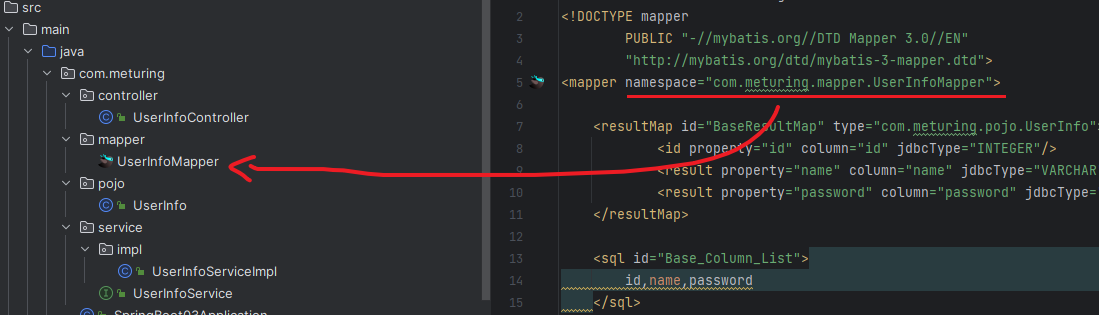 src
main
java
com.meturing
controller
UserInfoController
mapper
UserInfoMapper
pojo
UserInfo
service
impl
UserInfoServiceImpl
UserInfoService
SpringBoot03Application
2 <!DOCTYPE mapper
3 PUBLIC "-//mybatis.org//DTD Mapper 3.0//EN"
4 "http://mybatis.org/dtd/mybatis-3-mapper.dtd">
5 <mapper namespace="com.meturing.mapper.UserInfoMapper">
6
7 <resultMap id="BaseResultMap" type="com.meturing.pojo.UserInfo">
8 <id property="id" column="id" jdbcType="INTEGER"/>
9 <result property="name" column="name" jdbcType="VARCHAR
10 <result property="password" column="password" jdbcType=
11 </resultMap>
12
13 <sql id="Base_Column_List">
14 id,name,password
15 </sql>